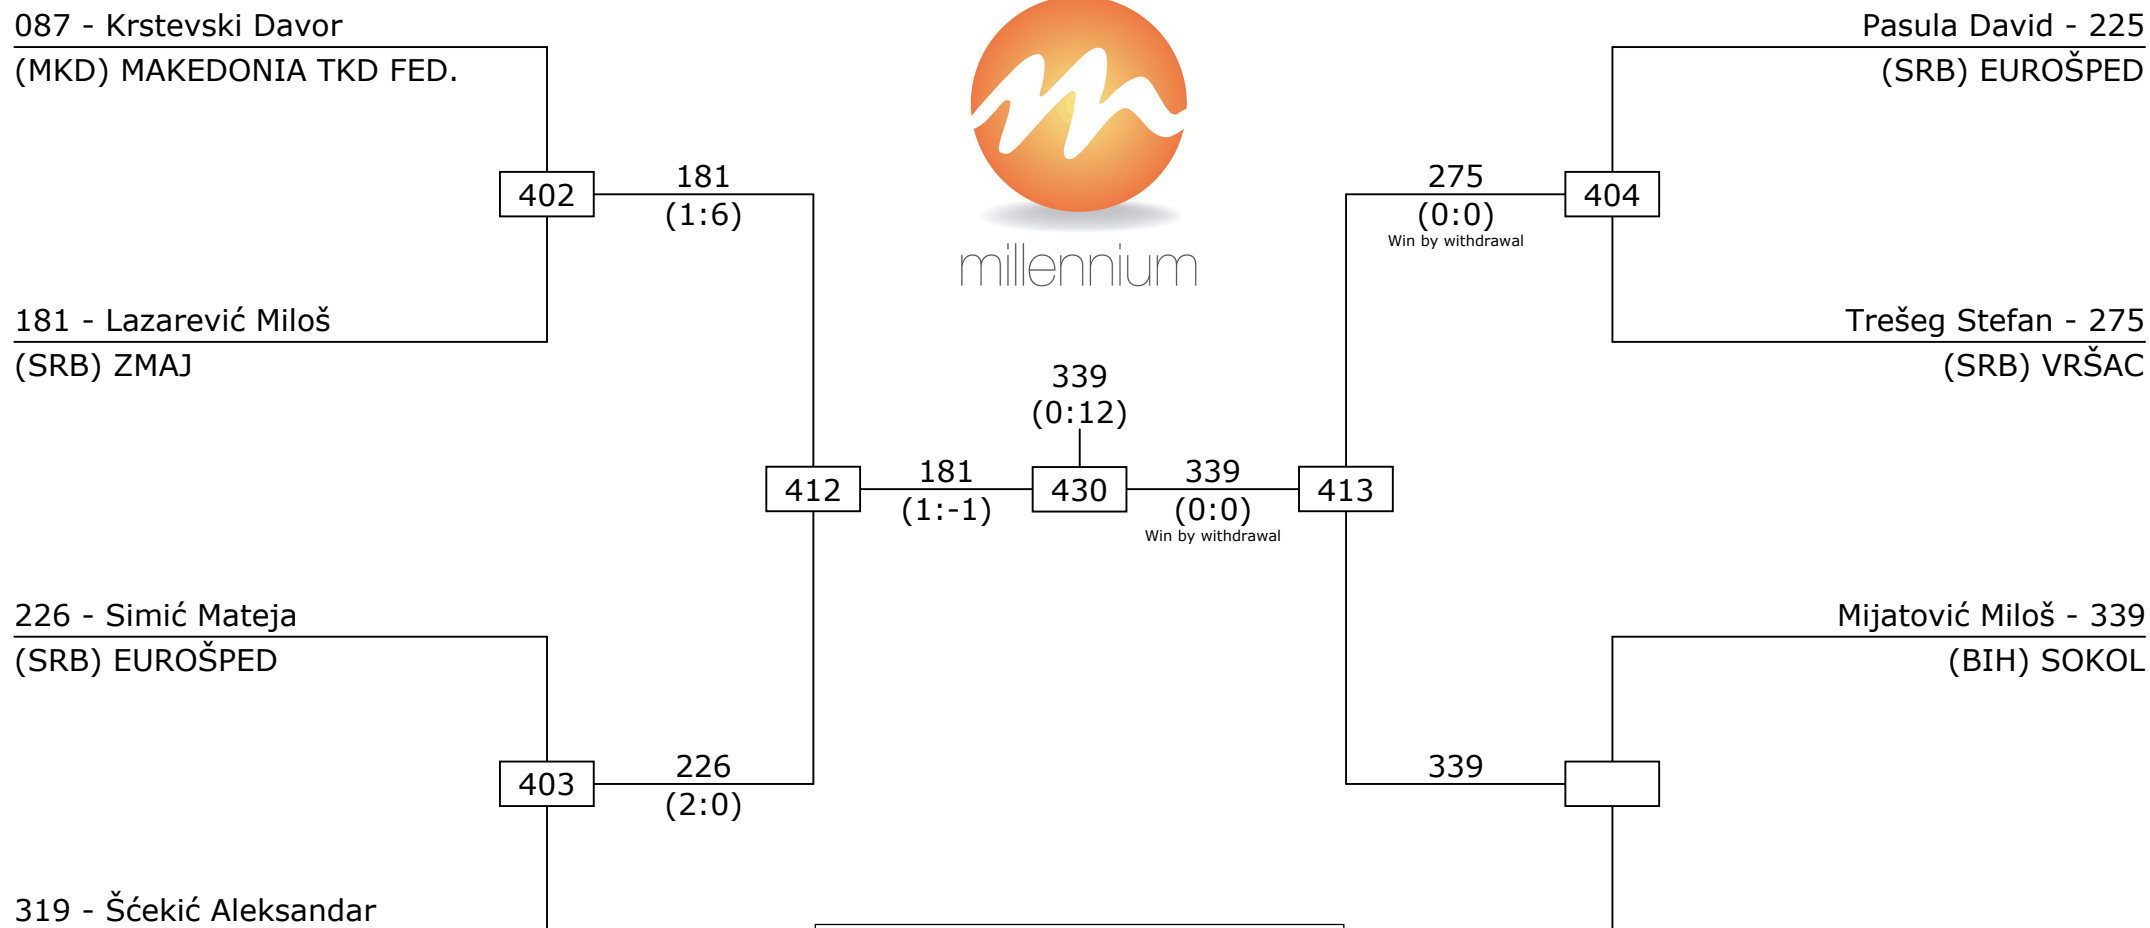 087 - Krstevski Davor
(MKD) MAKEDONIA TKD FED.
402
181
(1:6)
181 - Lazarević Miloš
(SRB) ZMAJ
412
181
(1:-1)
226 - Simić Mateja
(SRB) EUROŠPED
403
226
(2:0)
319 - Šćekić Aleksandar
millennium
339
(0:12)
430
339
(0:0)
Win by withdrawal
413
Pasula David - 225
(SRB) EUROŠPED
275
(0:0)
Win by withdrawal
404
Trešeg Stefan - 275
(SRB) VRŠAC
Mijatović Miloš - 339
(BIH) SOKOL
339